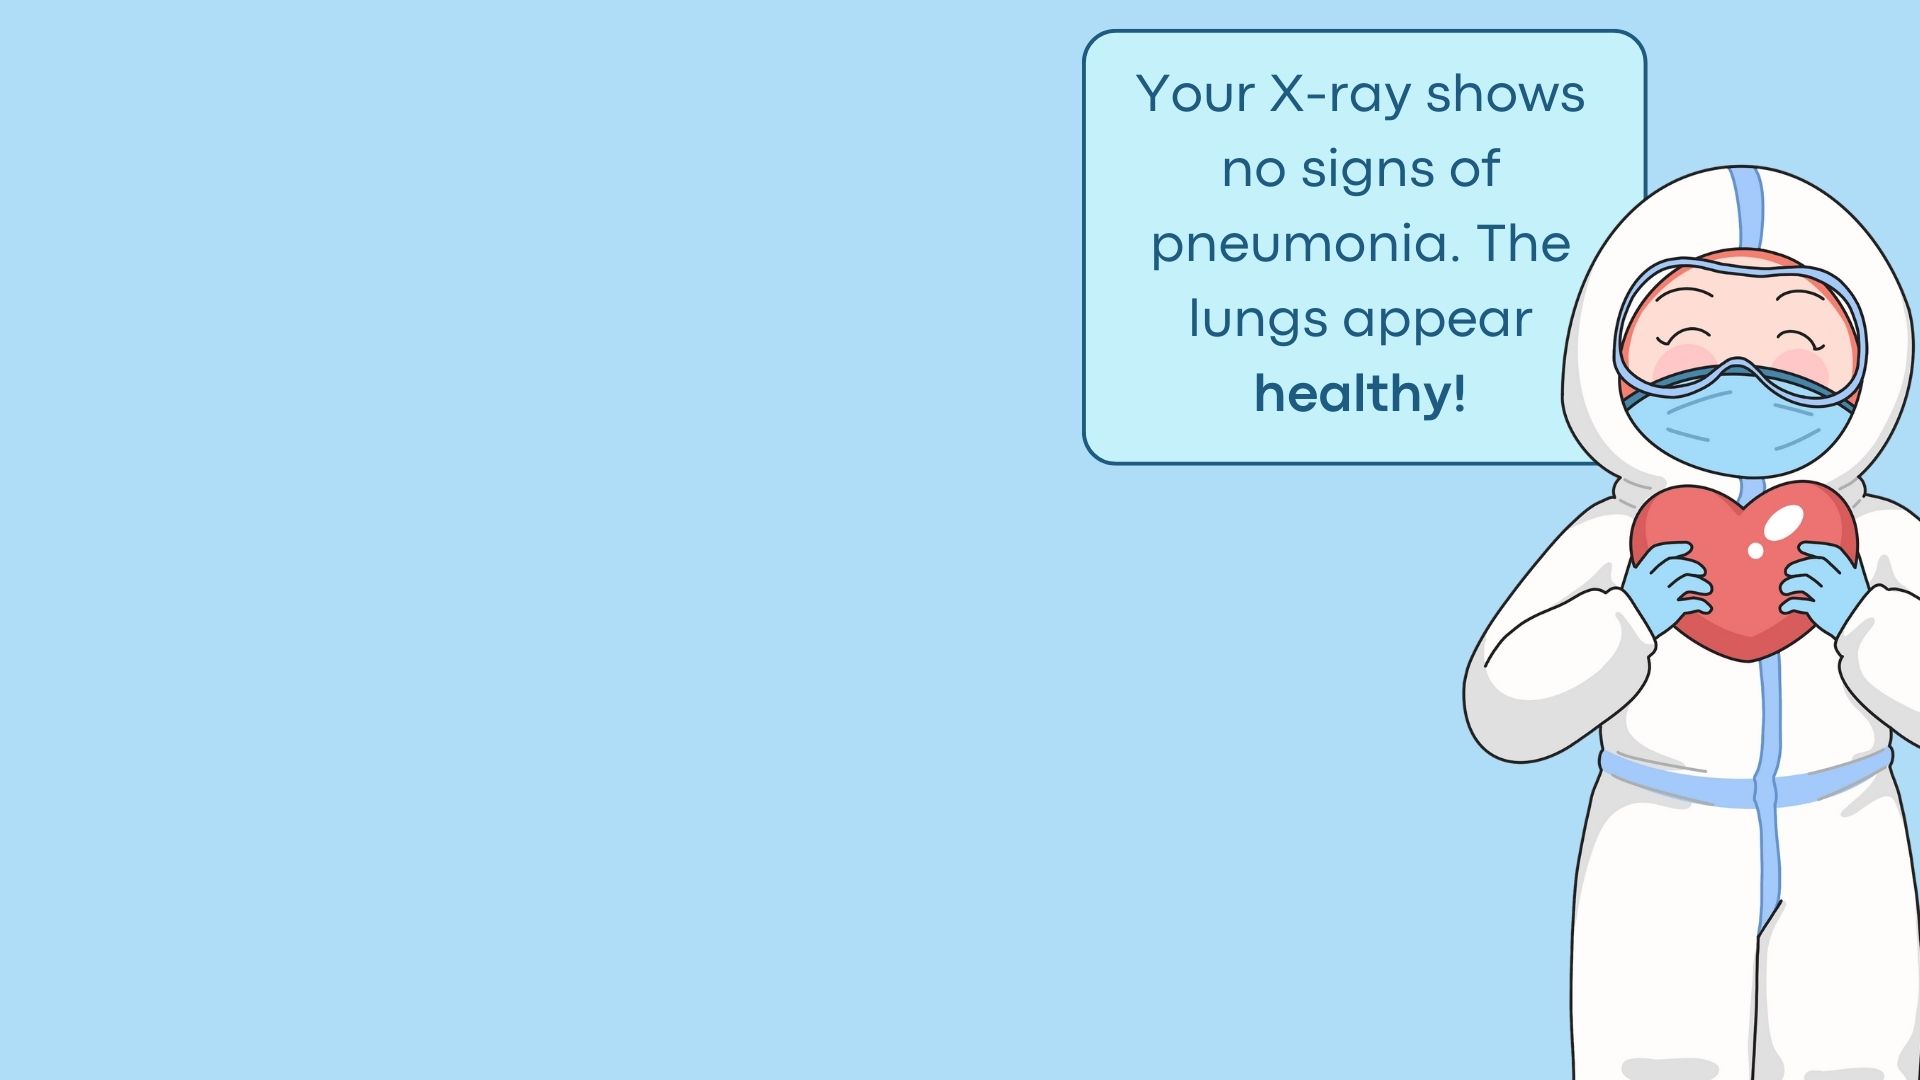 Your X-ray shows
no signs of
pneumonia. The
lungs appear
healthy!